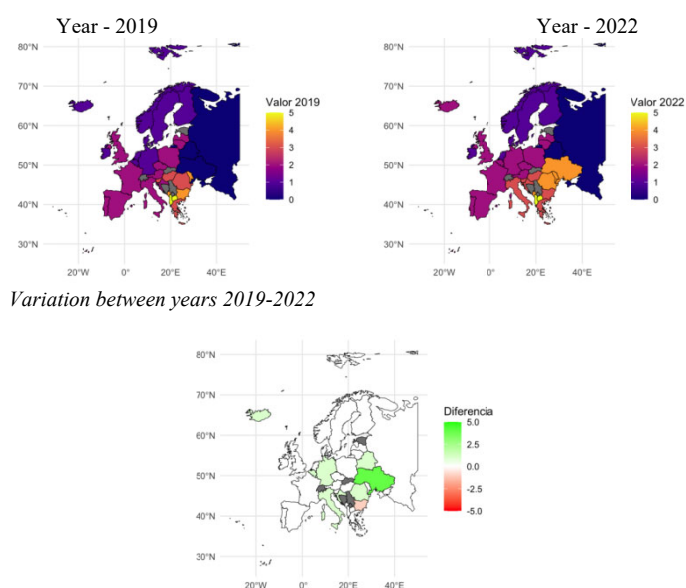 Year - 2019 Year - 2022
80°N 80°N
70°N 70°N
Valor 2019 Valor 2022
60°N 5 60°N 5
4 4
50°N 3 50°N 3
2 2
40°N 1 40°N 1
0 0
30°N 30°N
20°W 0° 20°E 40°E 20°W 0° 20°E 40°E
Variation between years 2019-2022
80°N
70°N
Diferencia
60°N 5.0
2.5
50°N 0.0
-2.5
40°N -5.0
30°N
20°W 0° 20°E 40°E